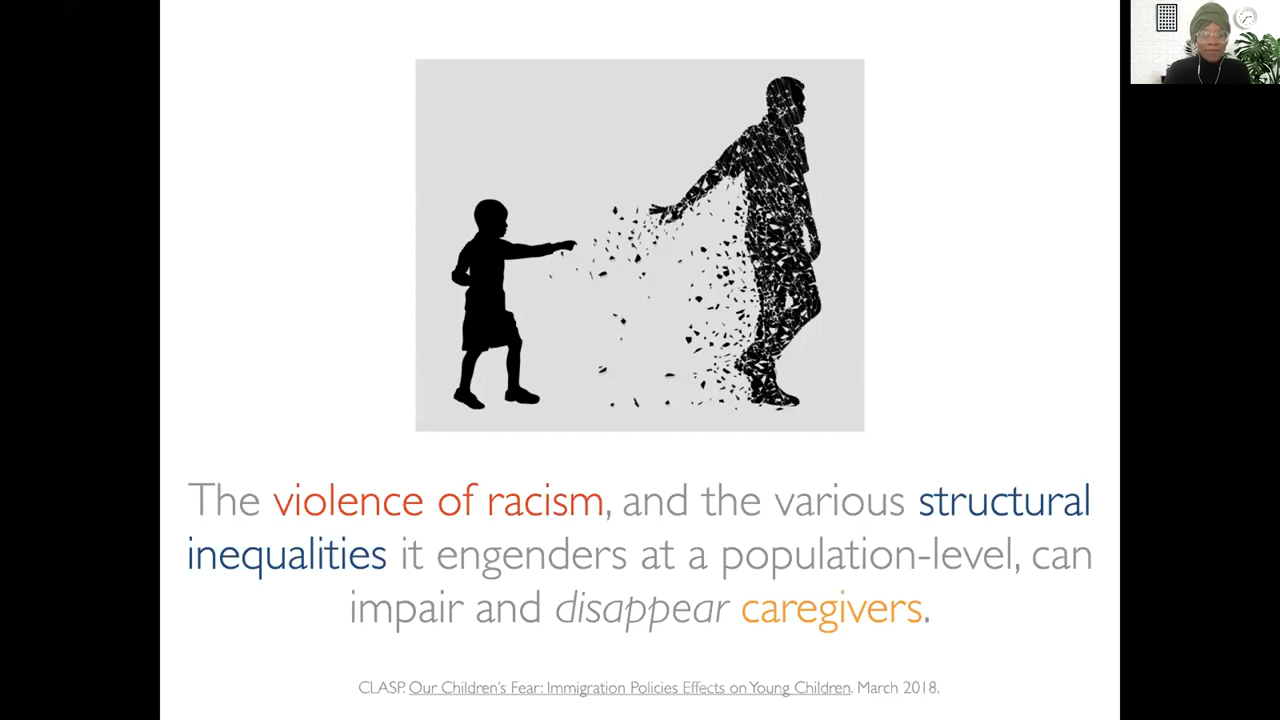 The violence of racism, and the various structural
inequalities it engenders at a population-level, can
impair and disappear caregivers.
CLASP. Our Children's Fear: Immigration Policies Effects on Young Children. March 2018.